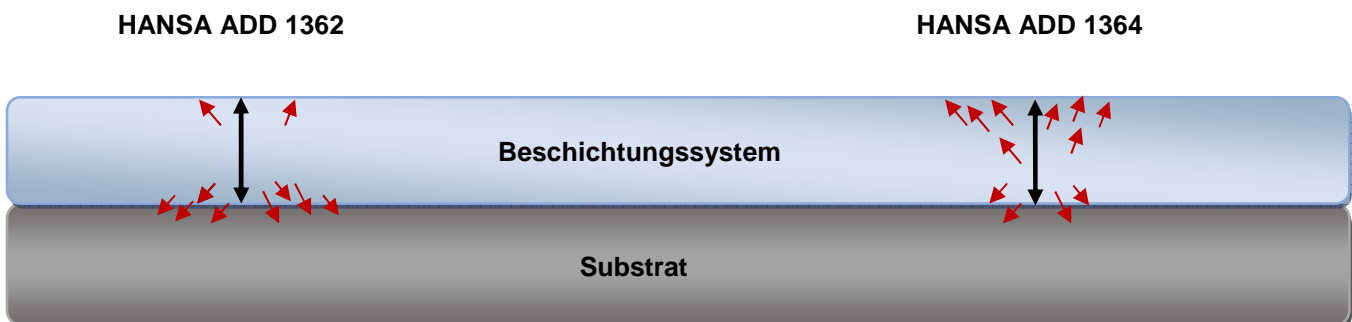 HANSA ADD 1362
HANSA ADD 1364
Beschichtungssystem
Substrat